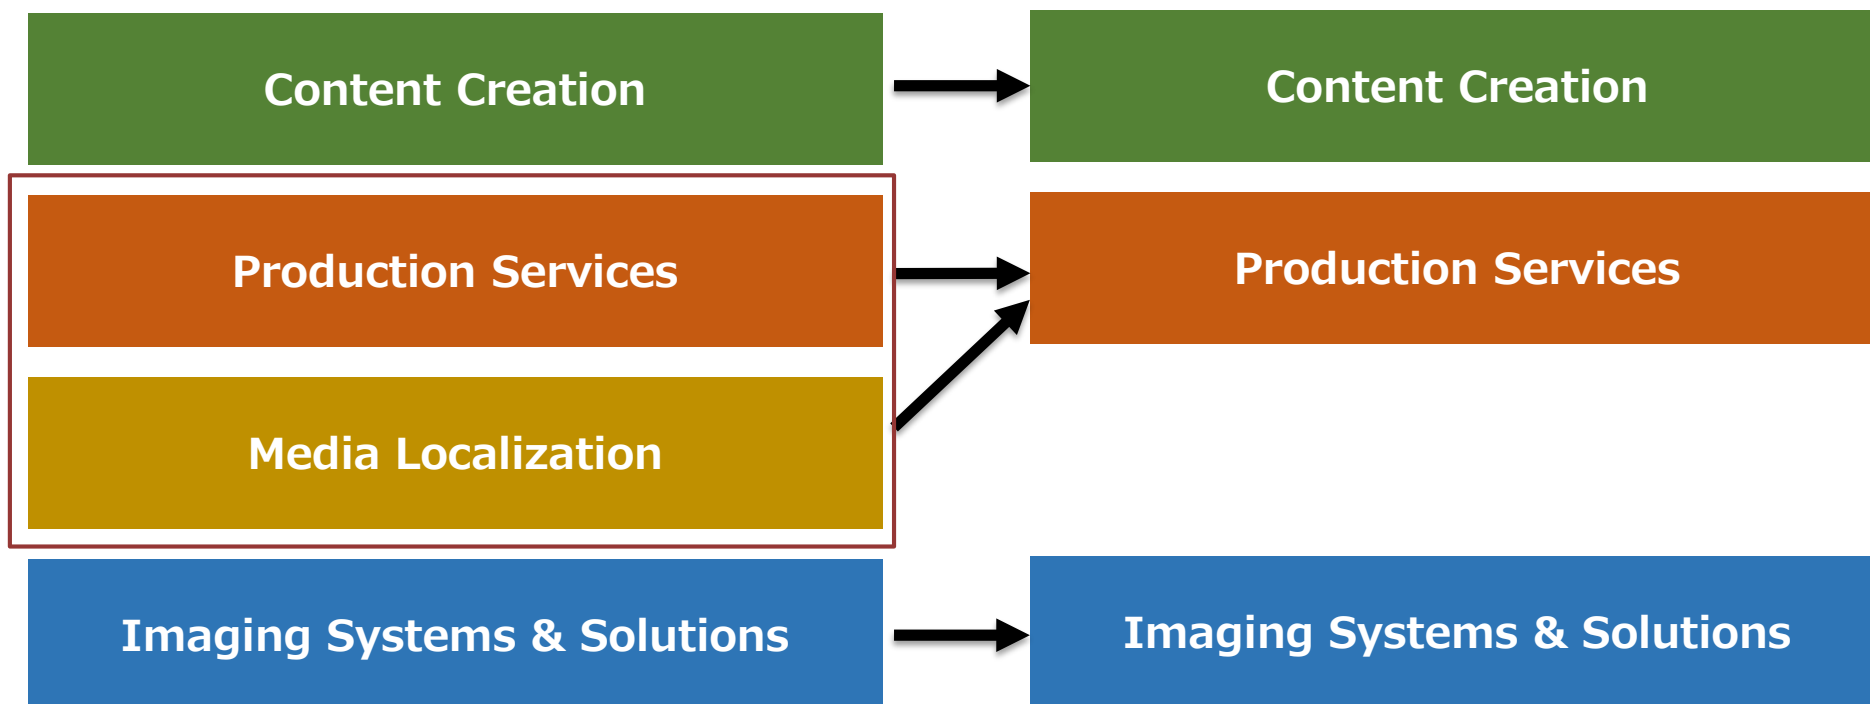 Content Creation
Content Creation
Production Services
Production Services
Media Localization
Imaging Systems & Solutions
Imaging Systems & Solutions